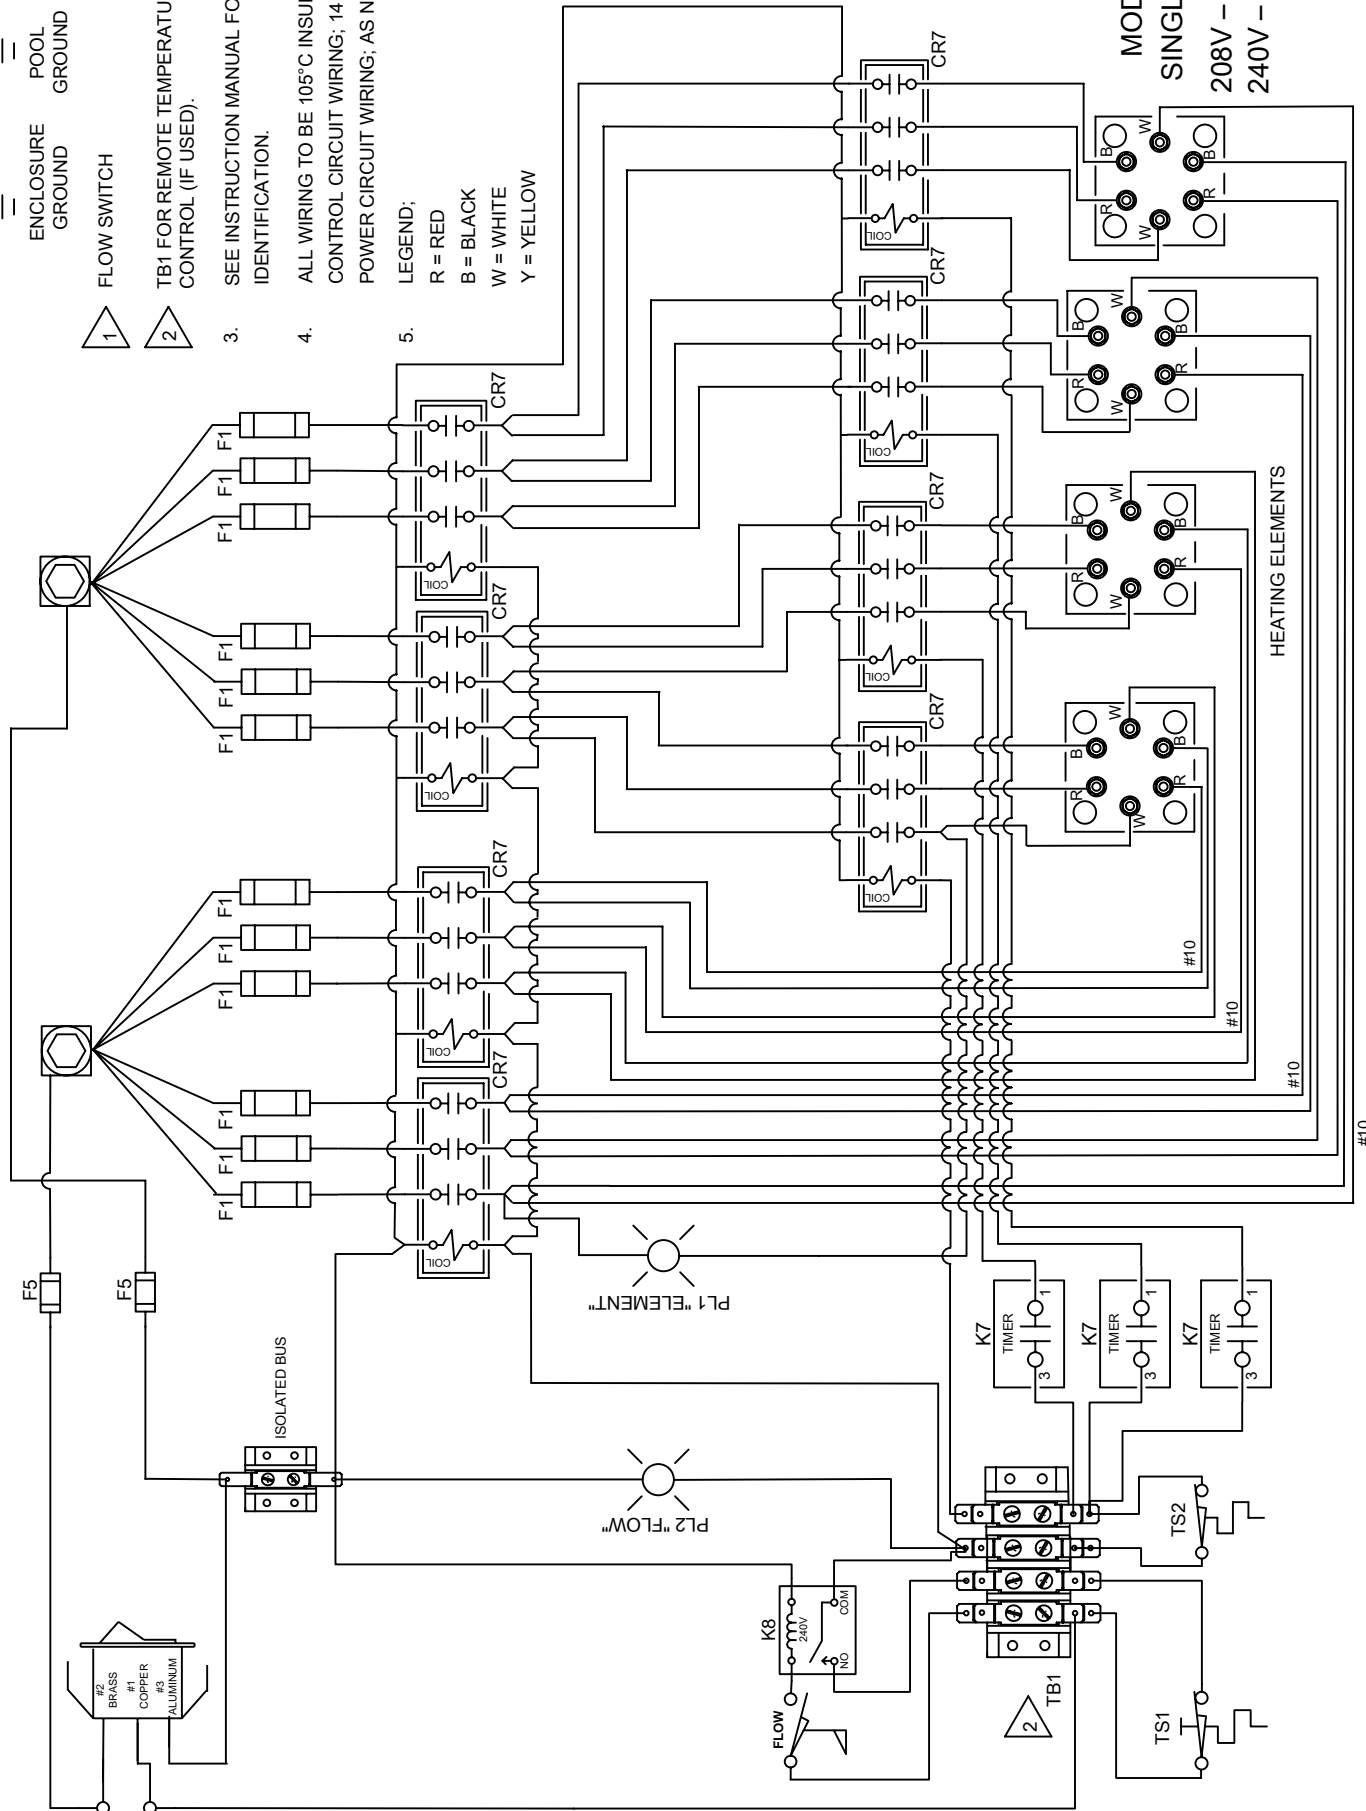 ENCLOSURE
GROUND
POOL
GROUND
1
FLOW SWITCH
2
TB1 FOR REMOTE
CONTROL (IF USED).
3.
SEE INSTRUCTION MANUAL
IDENTIFICATION.
4.
ALL WIRING TO BE 105°C
CONTROL CIRCUIT WIRING; 14
POWER CIRCUIT WIRING; AS
5.
LEGEND;
R = RED
B = BLACK
W = WHITE
Y = YELLOW
208V –
240V –
F1
F1
F1
F1
F1
F1
F1
F1
F1
F1
F1
F1
F5
F5
CR7
COIL
CR7
COIL
CR7
COIL
CR7
COIL
CR7
COIL
CR7
COIL
CR7
COIL
CR7
COIL
R
B
W
W
R
B
R
B
W
W
R
B
R
B
W
W
R
B
R
B
W
W
R
B
HEATING ELEMENTS
#10
#10
#10
#10
#2
BRASS
#1
COPPER
#3
ALUMINUM
ISOLATED BUS
PL1 "ELEMENT"
PL2 "FLOW"
K8
240V
NO
COM
FLOW
2
TB1
TS1
TS2
K7
TIMER
3
1
K7
TIMER
3
1
K7
TIMER
3
1